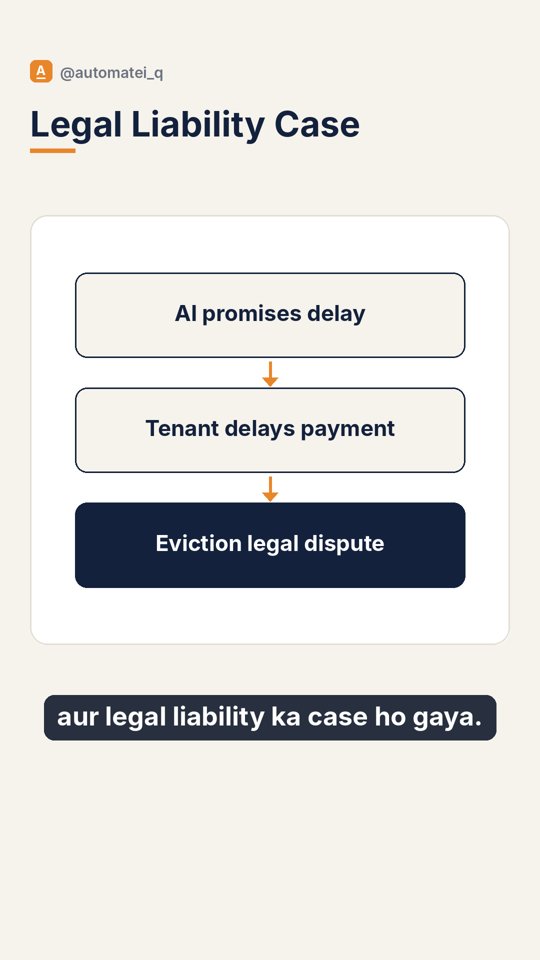 A
@automatei_q
Legal Liability Case
AI promises delay
Tenant delays payment
Eviction legal dispute
aur legal liability ka case ho gaya.